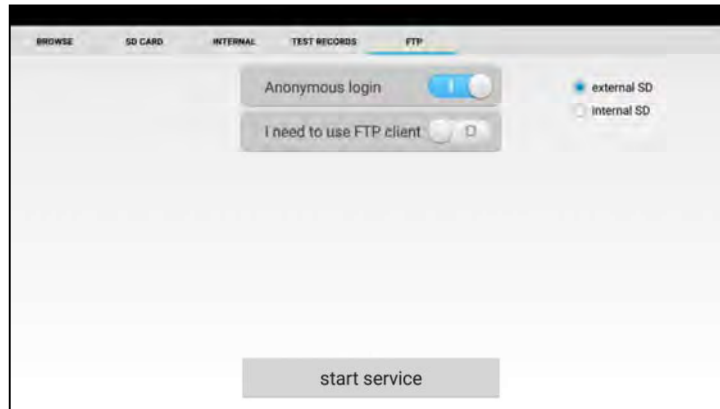 BROWSE SD CARD INTERNAL TEST RECORDS FTP
Anonymous login
external SD
I need to use FTP client
internal SD
start service